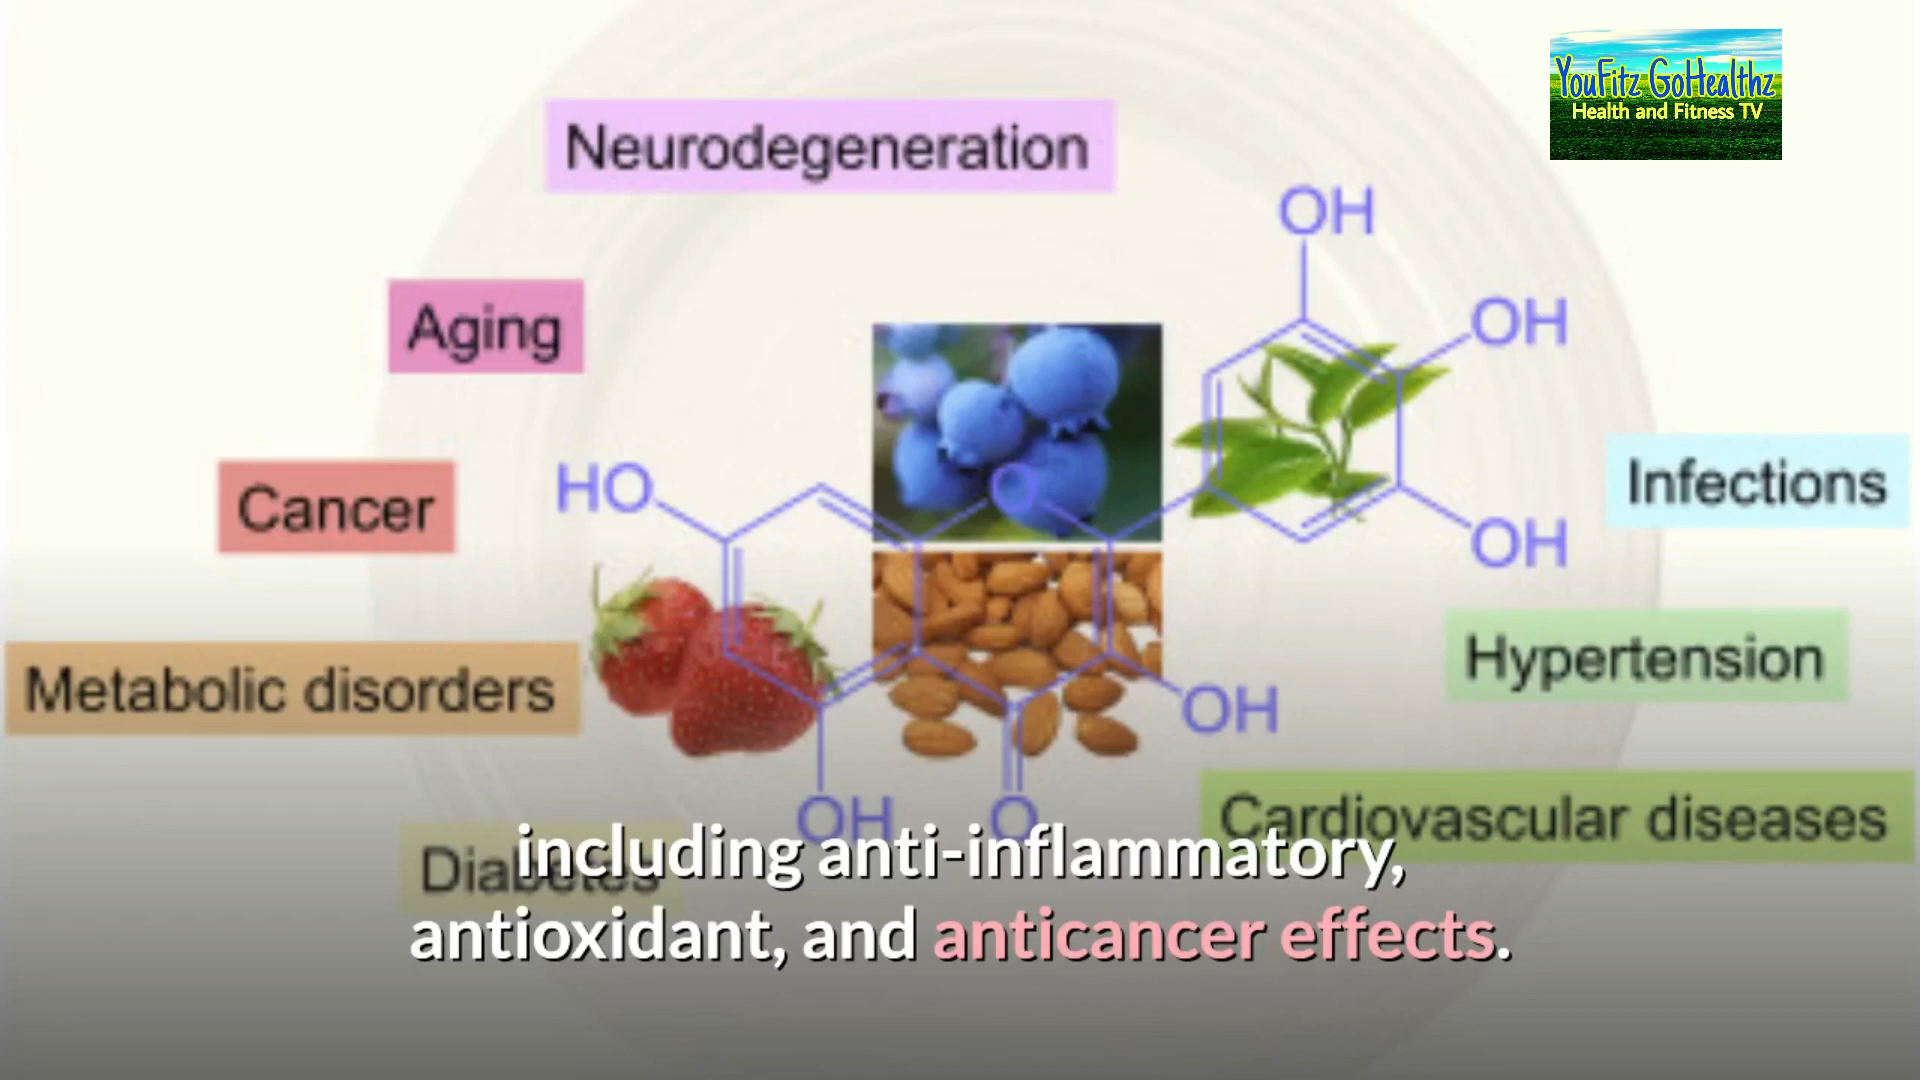 YouFitz GoHealthz
Health and Fitness TV
Neurodegeneration
OH
Aging
OH
Cancer
HO
O
Infections
OH
Metabolic disorders
Hypertension
OH
OH
O
Cardiovascular diseases
Diabetes
including anti-inflammatory,
antioxidant, and anticancer effects.